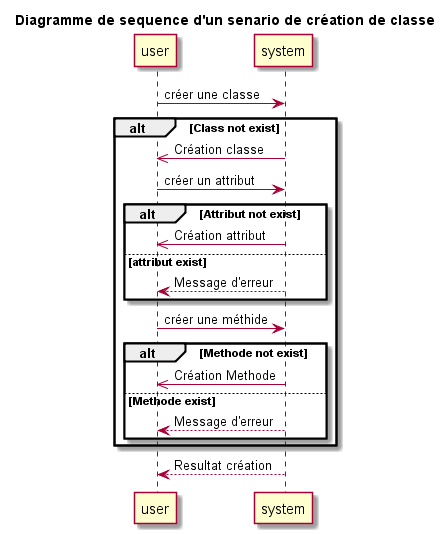 Diagramme de sequence d'un senario de création de classe
user system
créer une classe
alt [Class not exist]
Création classe
créer un attribut
alt [Attribut not exist]
Création attribut
[attribut exist]
Message d'erreur
créer une méthide
alt [Methode not exist]
Création Methode
[Methode exist]
Message d'erreur
Resultat création
user system